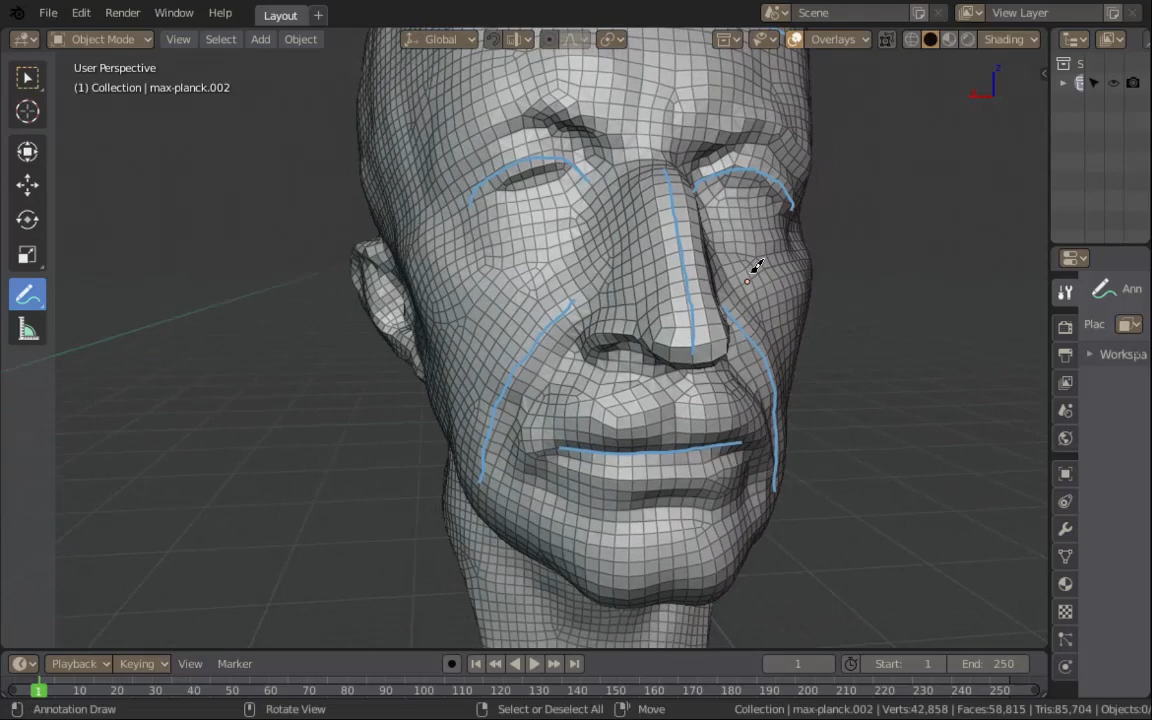 File Edit Render Window Help Layout Scene View Layer
Object Mode View Select Add Object Global Overlays Shading
User Perspective
(1) Collection | max-planck.002
z
S
Ann
Plac
Workspa
Playback Keying View Marker 1 Start: 1 End: 250
1 10 20 30 40 50 60 70 80 90 100 110 120 130 140 150 160 170 180 190 200 210 220 230 240 250
Annotation Draw Rotate View Select or Deselect All Move Collection | max-planck.002 | Verts:42,858 | Faces:58,815 | Tris:85,704 | Objects:0/